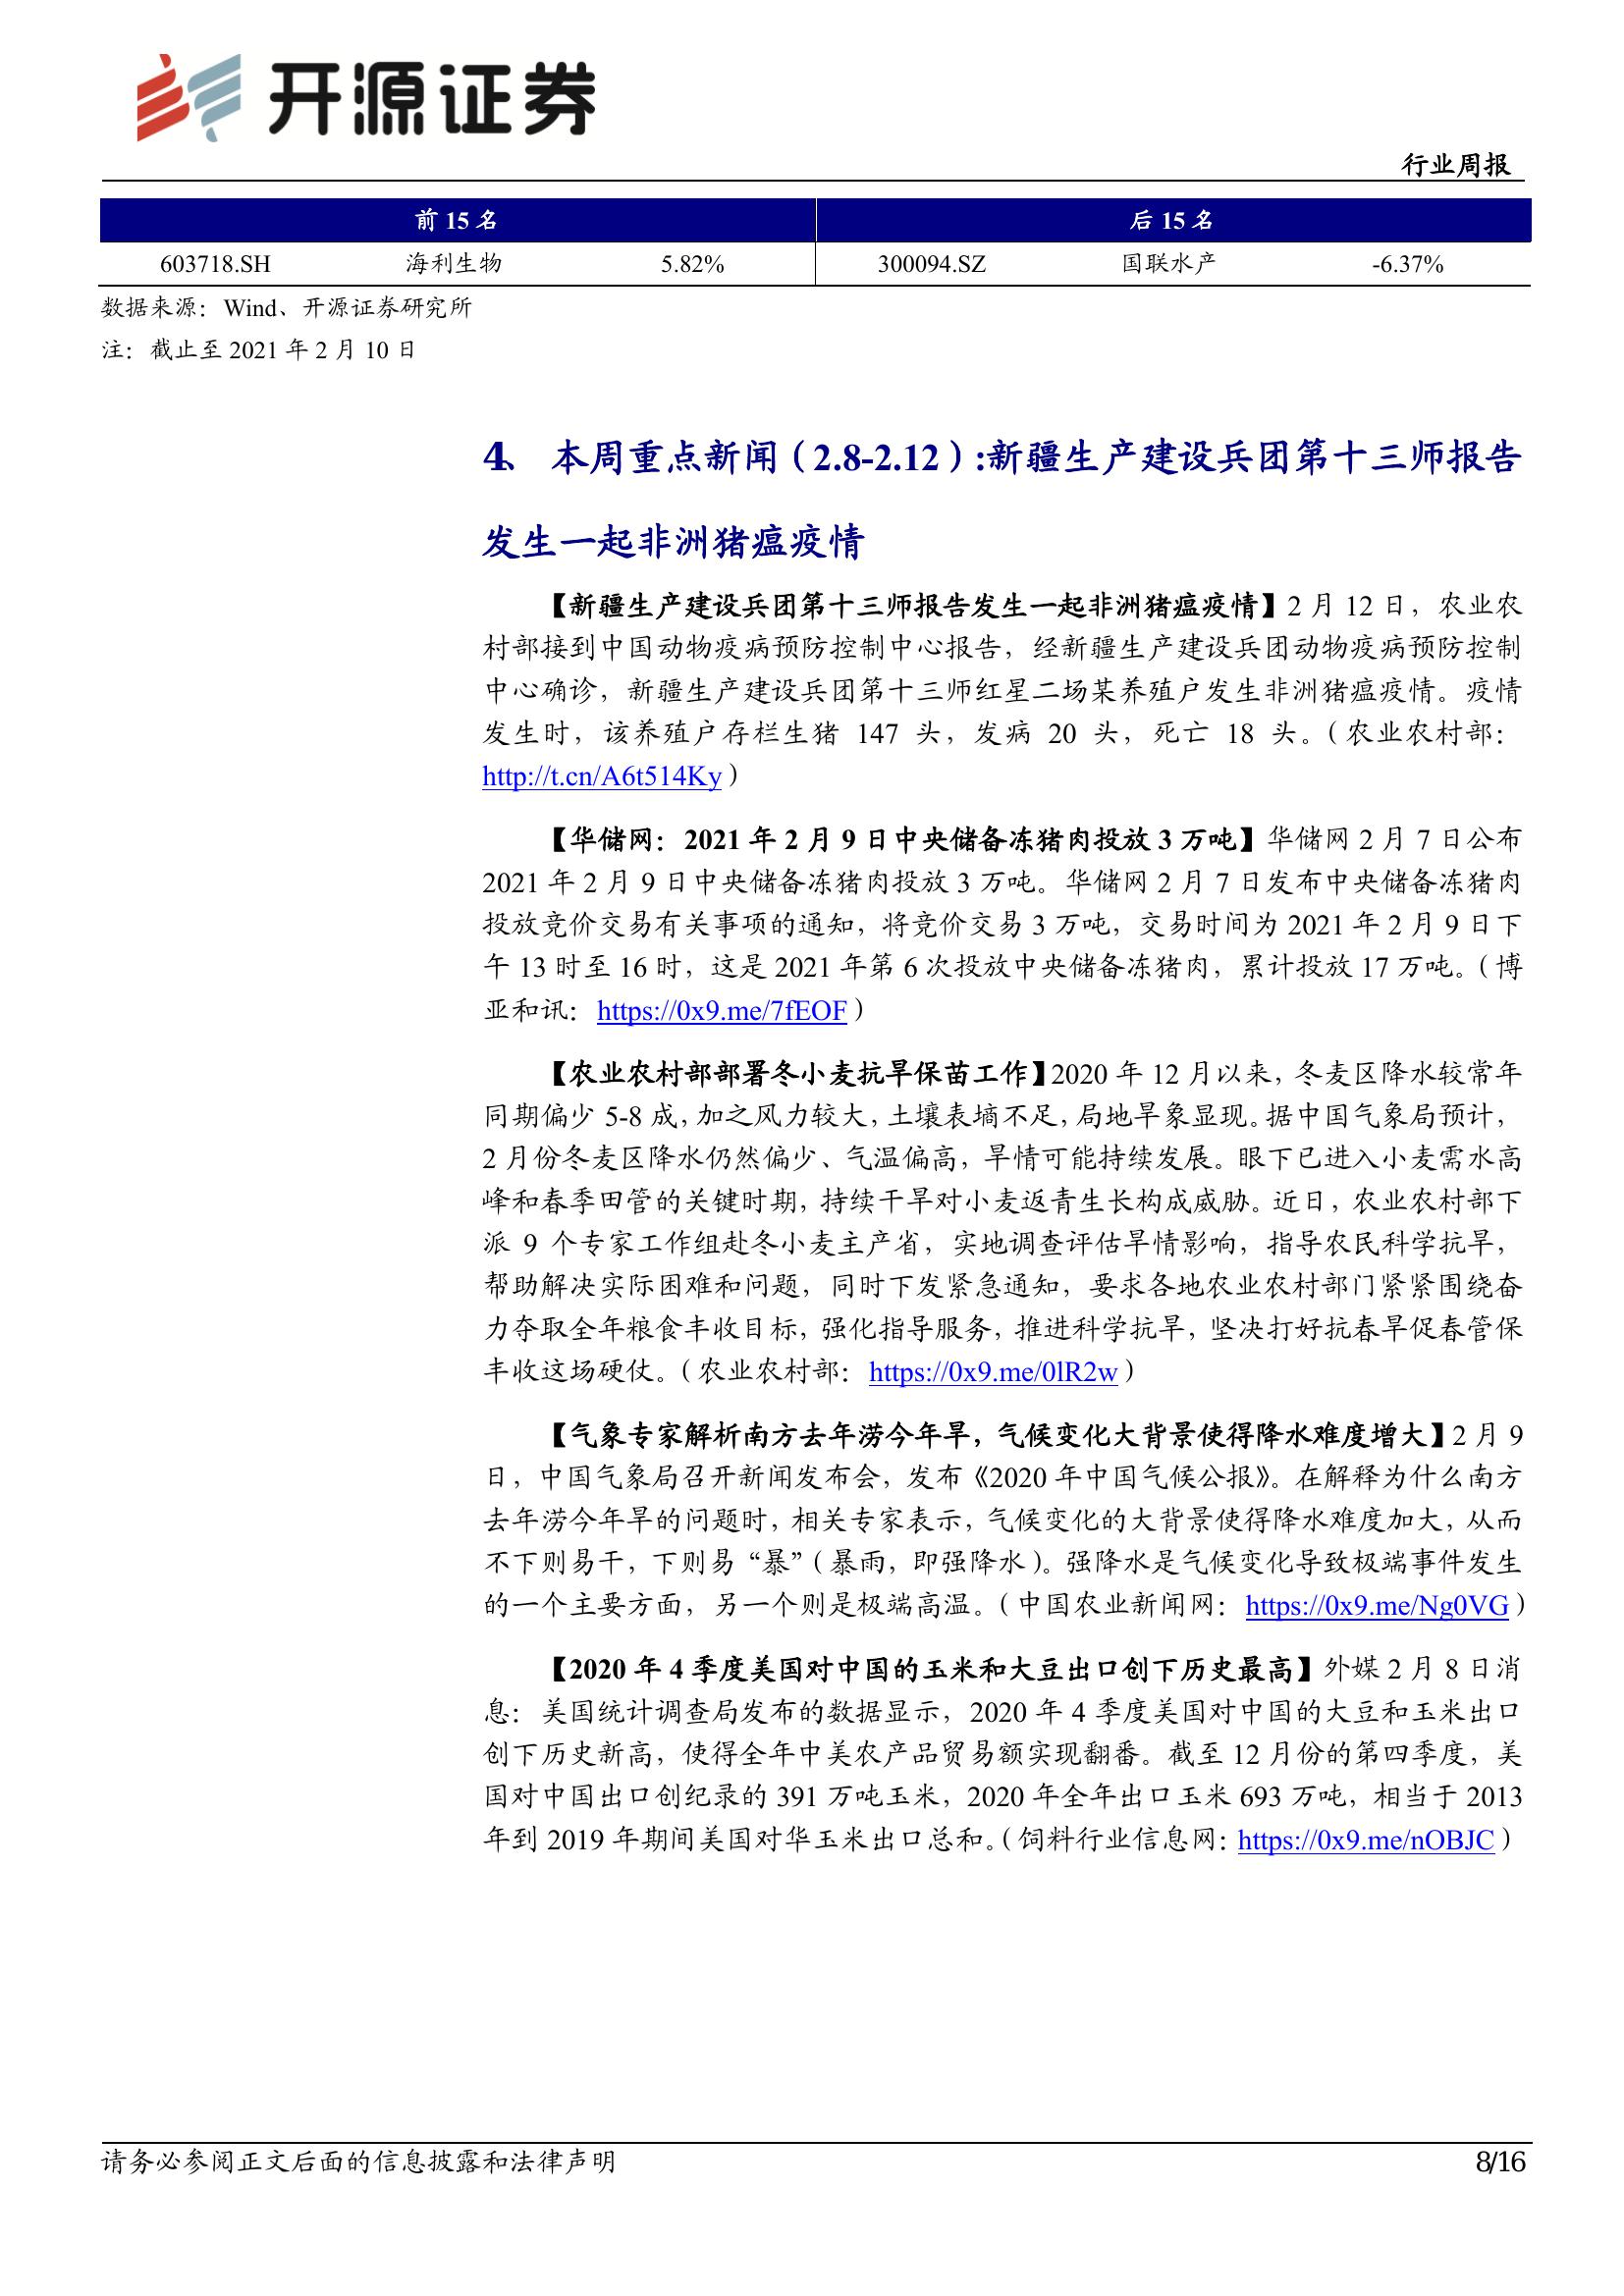 开源证券
行业周报
前 15 名 后 15 名
603718.SH 海利生物 5.82% 300094.SZ 国联水产 -6.37%
数据来源：Wind、开源证券研究所
注：截止至 2021 年 2 月 10 日
4、 本周重点新闻（2.8-2.12）:新疆生产建设兵团第十三师报告
发生一起非洲猪瘟疫情
【新疆生产建设兵团第十三师报告发生一起非洲猪瘟疫情】2 月 12 日，农业农
村部接到中国动物疫病预防控制中心报告，经新疆生产建设兵团动物疫病预防控制
中心确诊，新疆生产建设兵团第十三师红星二场某养殖户发生非洲猪瘟疫情。疫情
发生时，该养殖户存栏生猪 147 头，发病 20 头，死亡 18 头。（农业农村部：
http://t.cn/A6t514Ky）
【华储网：2021 年 2 月 9 日中央储备冻猪肉投放 3 万吨】华储网 2 月 7 日公布
2021 年 2 月 9 日中央储备冻猪肉投放 3 万吨。华储网 2 月 7 日发布中央储备冻猪肉
投放竞价交易有关事项的通知，将竞价交易 3 万吨，交易时间为 2021 年 2 月 9 日下
午 13 时至 16 时，这是 2021 年第 6 次投放中央储备冻猪肉，累计投放 17 万吨。（博
亚和讯：https://0x9.me/7fEOF）
【农业农村部部署冬小麦抗旱保苗工作】2020 年 12 月以来，冬麦区降水较常年
同期偏少 5-8 成，加之风力较大，土壤表墒不足，局地旱象显现。据中国气象局预计，
2 月份冬麦区降水仍然偏少、气温偏高，旱情可能持续发展。眼下已进入小麦需水高
峰和春季田管的关键时期，持续干旱对小麦返青生长构成威胁。近日，农业农村部下
派 9 个专家工作组赴冬小麦主产省，实地调查评估旱情影响，指导农民科学抗旱，
帮助解决实际困难和问题，同时下发紧急通知，要求各地农业农村部门紧紧围绕奋
力夺取全年粮食丰收目标，强化指导服务，推进科学抗旱，坚决打好抗春旱促春管保
丰收这场硬仗。（农业农村部：https://0x9.me/0lR2w）
【气象专家解析南方去年涝今年旱，气候变化大背景使得降水难度增大】2 月 9
日，中国气象局召开新闻发布会，发布《2020 年中国气候公报》。在解释为什么南方
去年涝今年旱的问题时，相关专家表示，气候变化的大背景使得降水难度加大，从而
不下则易干，下则易“暴”（暴雨，即强降水）。强降水是气候变化导致极端事件发生
的一个主要方面，另一个则是极端高温。（中国农业新闻网：https://0x9.me/Ng0VG）
【2020 年 4 季度美国对中国的玉米和大豆出口创下历史最高】外媒 2 月 8 日消
息：美国统计调查局发布的数据显示，2020 年 4 季度美国对中国的大豆和玉米出口
创下历史新高，使得全年中美农产品贸易额实现翻番。截至 12 月份的第四季度，美
国对中国出口创纪录的 391 万吨玉米，2020 年全年出口玉米 693 万吨，相当于 2013
年到 2019 年期间美国对华玉米出口总和。（饲料行业信息网：https://0x9.me/nOBJC）
请务必参阅正文后面的信息披露和法律声明 8/16